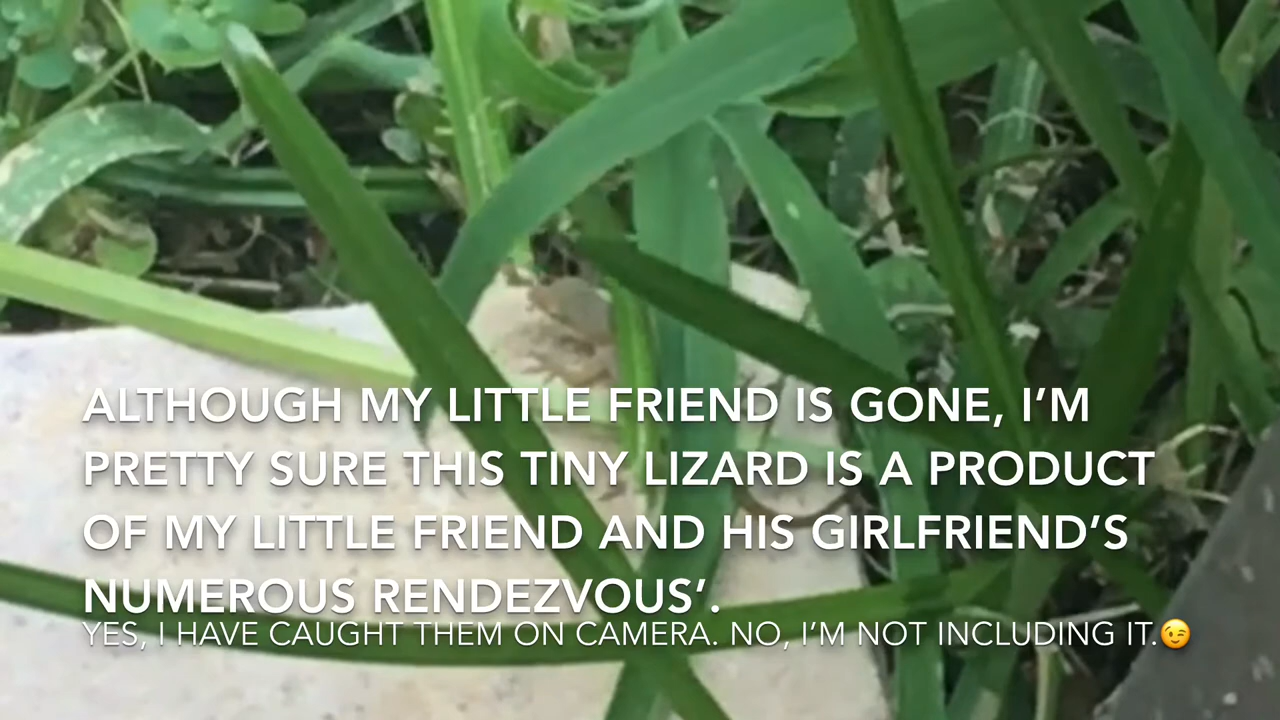 ALTHOUGH MY LITTLE FRIEND IS GONE, I’M
PRETTY SURE THIS TINY LIZARD IS A PRODUCT
OF MY LITTLE FRIEND AND HIS GIRLFRIEND’S
NUMEROUS RENDEZVOUS’.
YES, I HAVE CAUGHT THEM ON CAMERA. NO, I’M NOT INCLUDING IT.😉